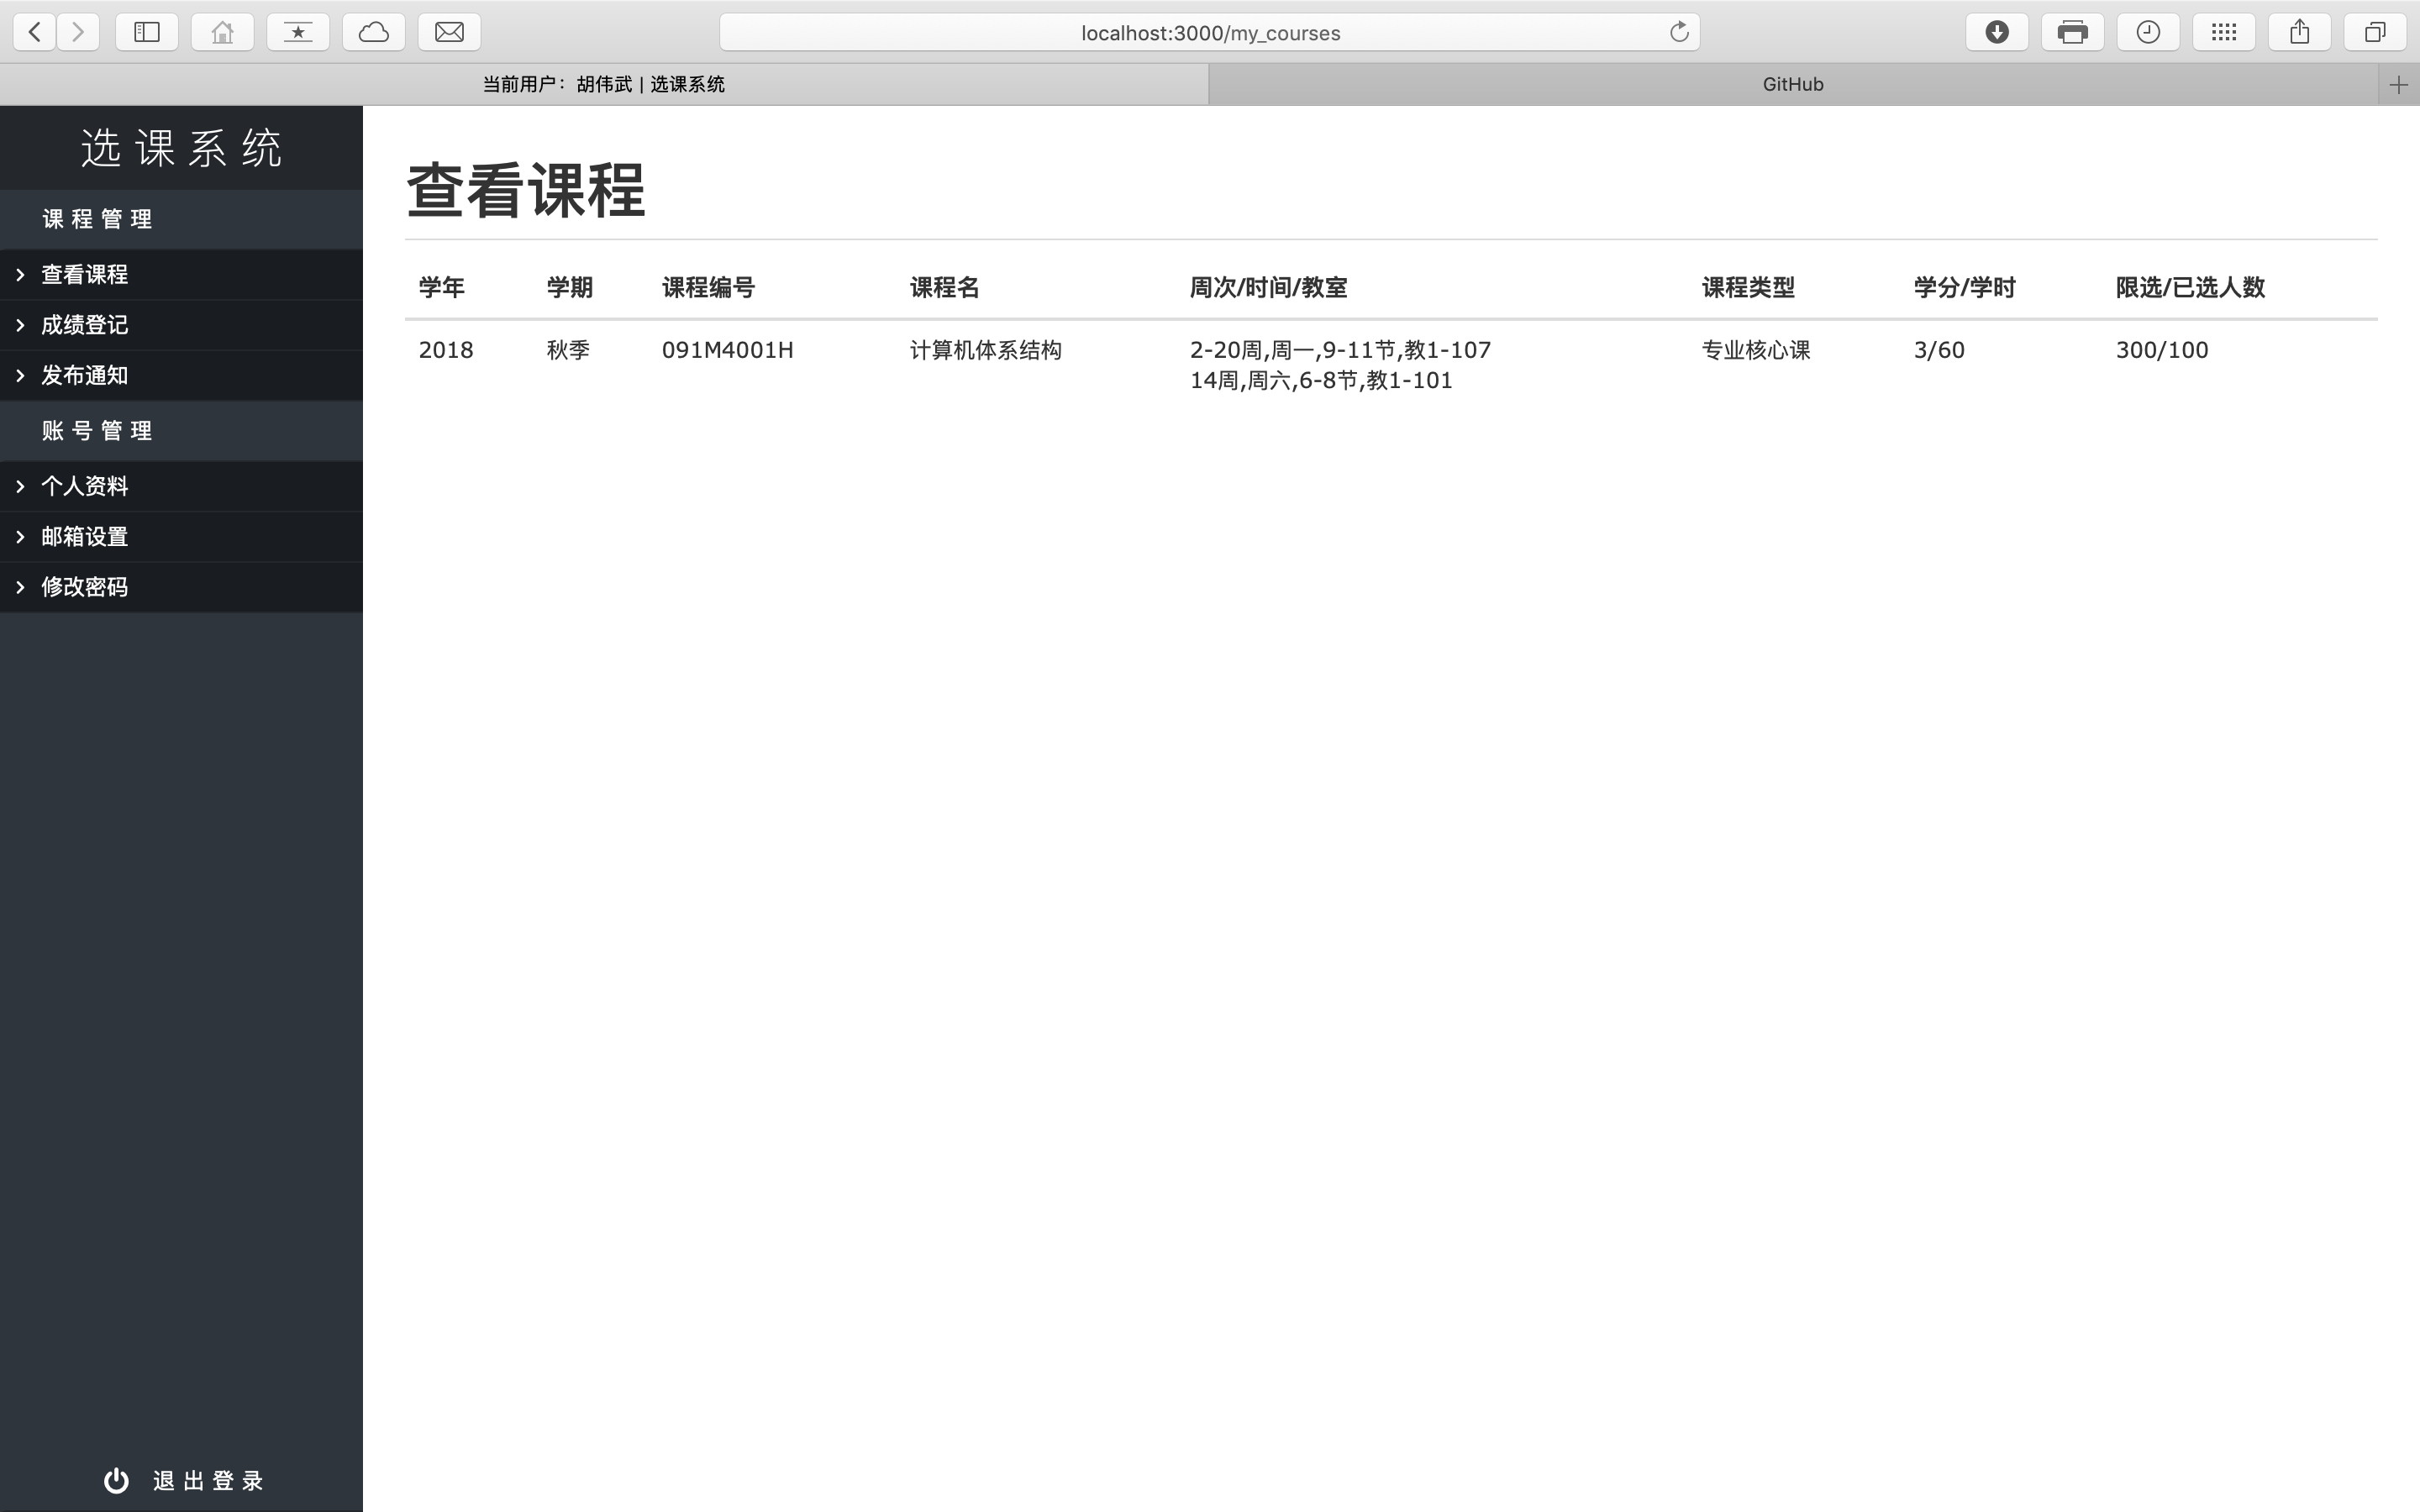 localhost:3000/my_courses
当前用户：胡伟武 | 选课系统
GitHub
选课系统
课程管理
查看课程
成绩登记
发布通知
账号管理
个人资料
邮箱设置
修改密码
退出登录
查看课程
学年 学期 课程编号 课程名 周次/时间/教室 课程类型 学分/学时 限选/已选人数
2018 秋季 091M4001H 计算机体系结构 2-20周,周一,9-11节,教1-107 专业核心课 3/60 300/100
14周,周六,6-8节,教1-101